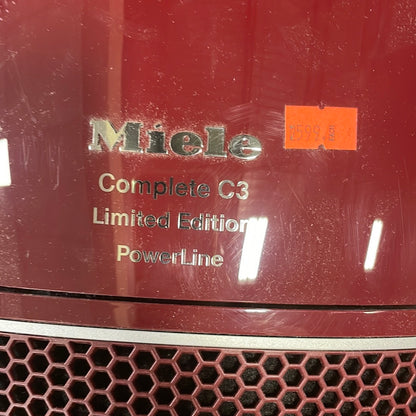 Miele
Complete C3
Limited Edition
PowerLine